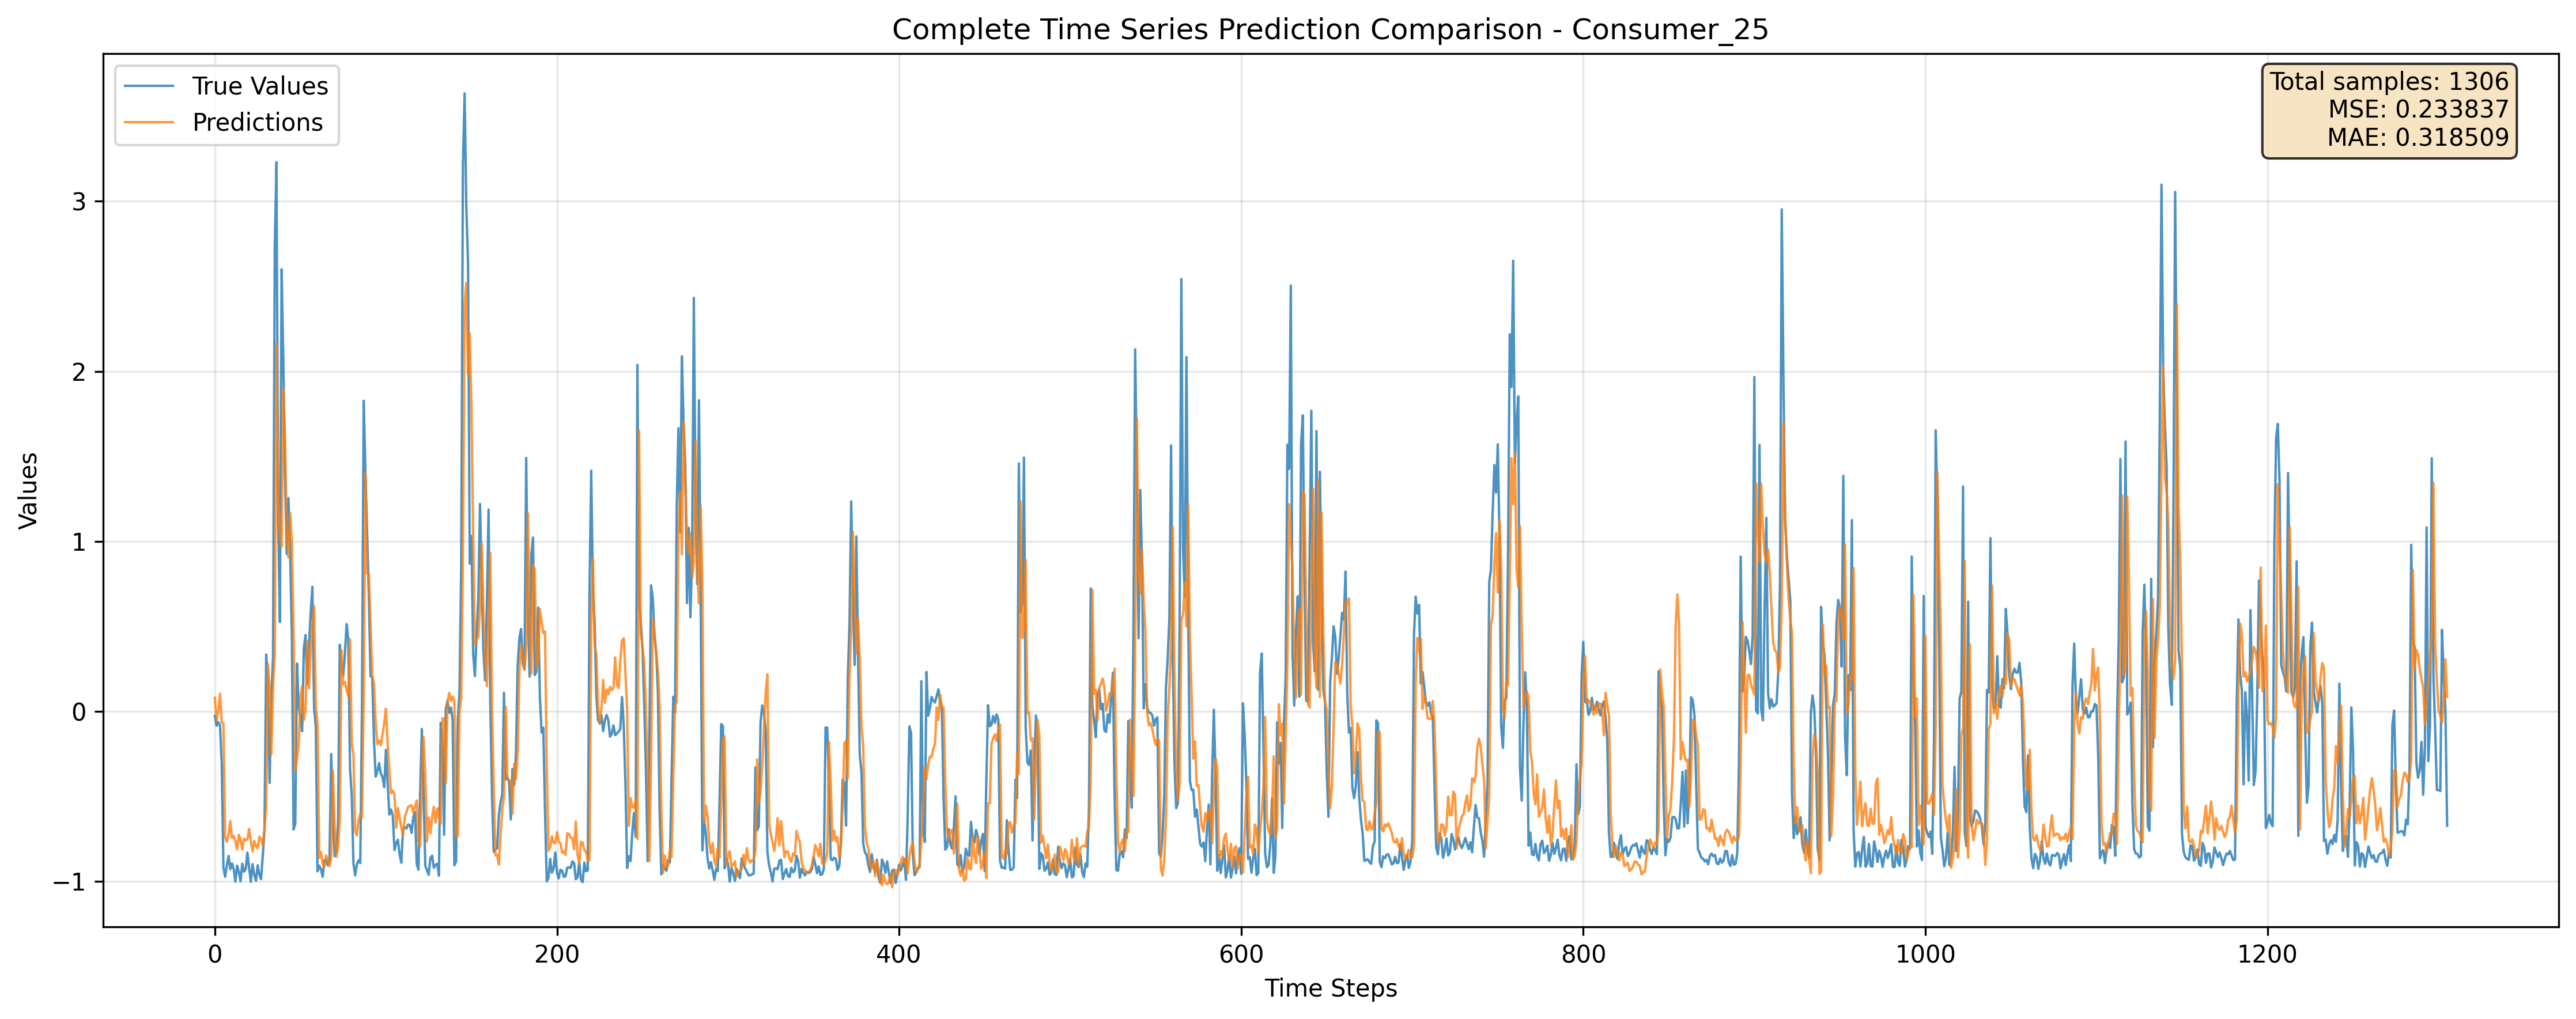 Complete Time Series Prediction Comparison - Consumer_25
True Values
Predictions
Total samples: 1306
MSE: 0.233837
MAE: 0.318509
Values
3
2
1
0
−1
0 200 400 600 800 1000 1200
Time Steps